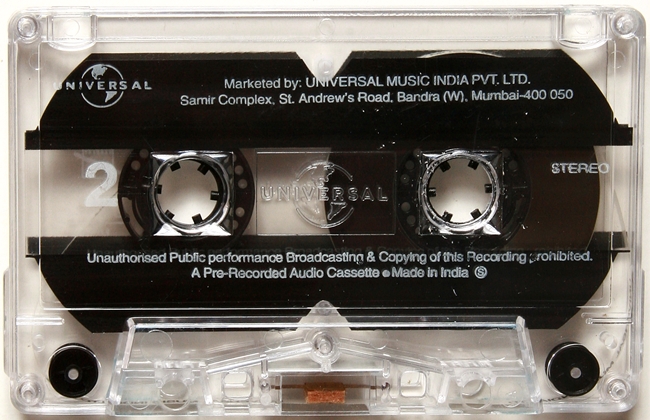 UNIVERSAL
Marketed by: UNIVERSAL MUSIC INDIA PVT. LTD.
Samir Complex, St. Andrew's Road, Bandra (W), Mumbai-400 050
2
UNIVERSAL
STEREO
Unauthorised Public performance Broadcasting & Copying of this Recording prohibited.
A Pre-Recorded Audio Cassette ● Made in India Ⓢ